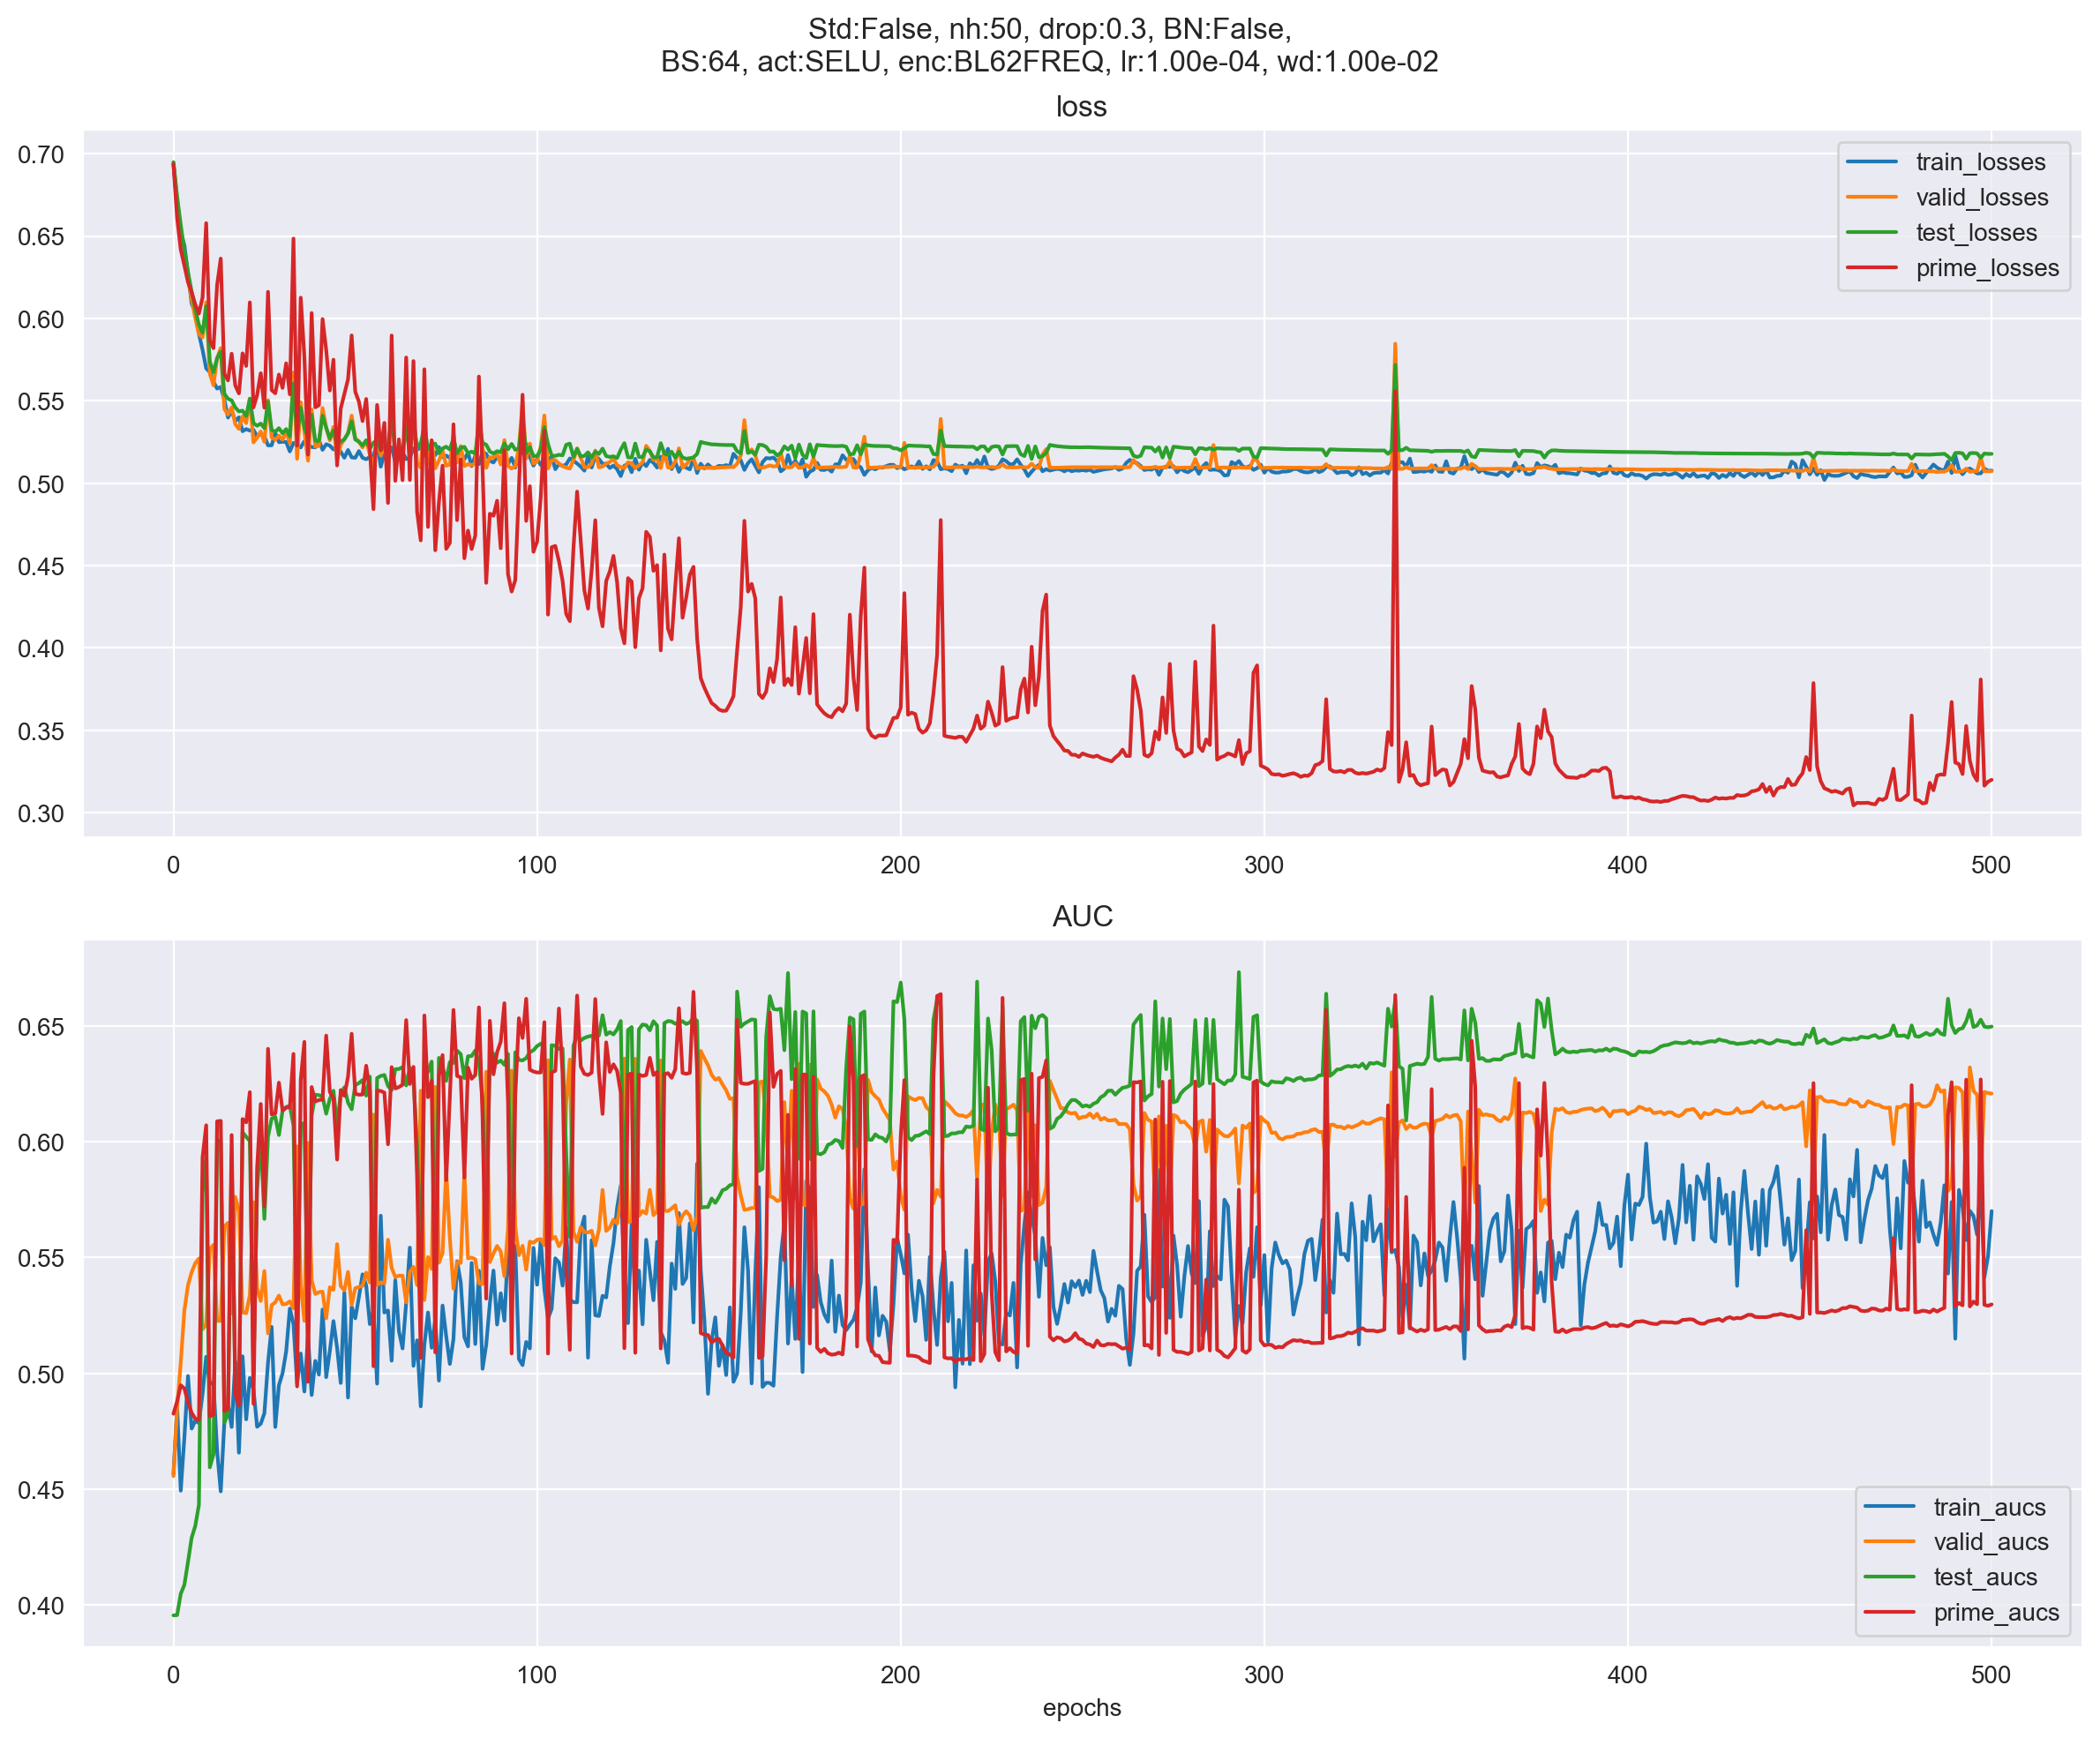 Std:False, nh:50, drop:0.3, BN:False,
BS:64, act:SELU, enc:BL62FREQ, lr:1.00e-04, wd:1.00e-02
loss
0.70
0.65
0.60
0.55
0.50
0.45
0.40
0.35
0.30
train_losses
valid_losses
test_losses
prime_losses
0 100 200 300 400 500
AUC
0.65
0.60
0.55
0.50
0.45
0.40
train_aucs
valid_aucs
test_aucs
prime_aucs
0 100 200 300 400 500
epochs